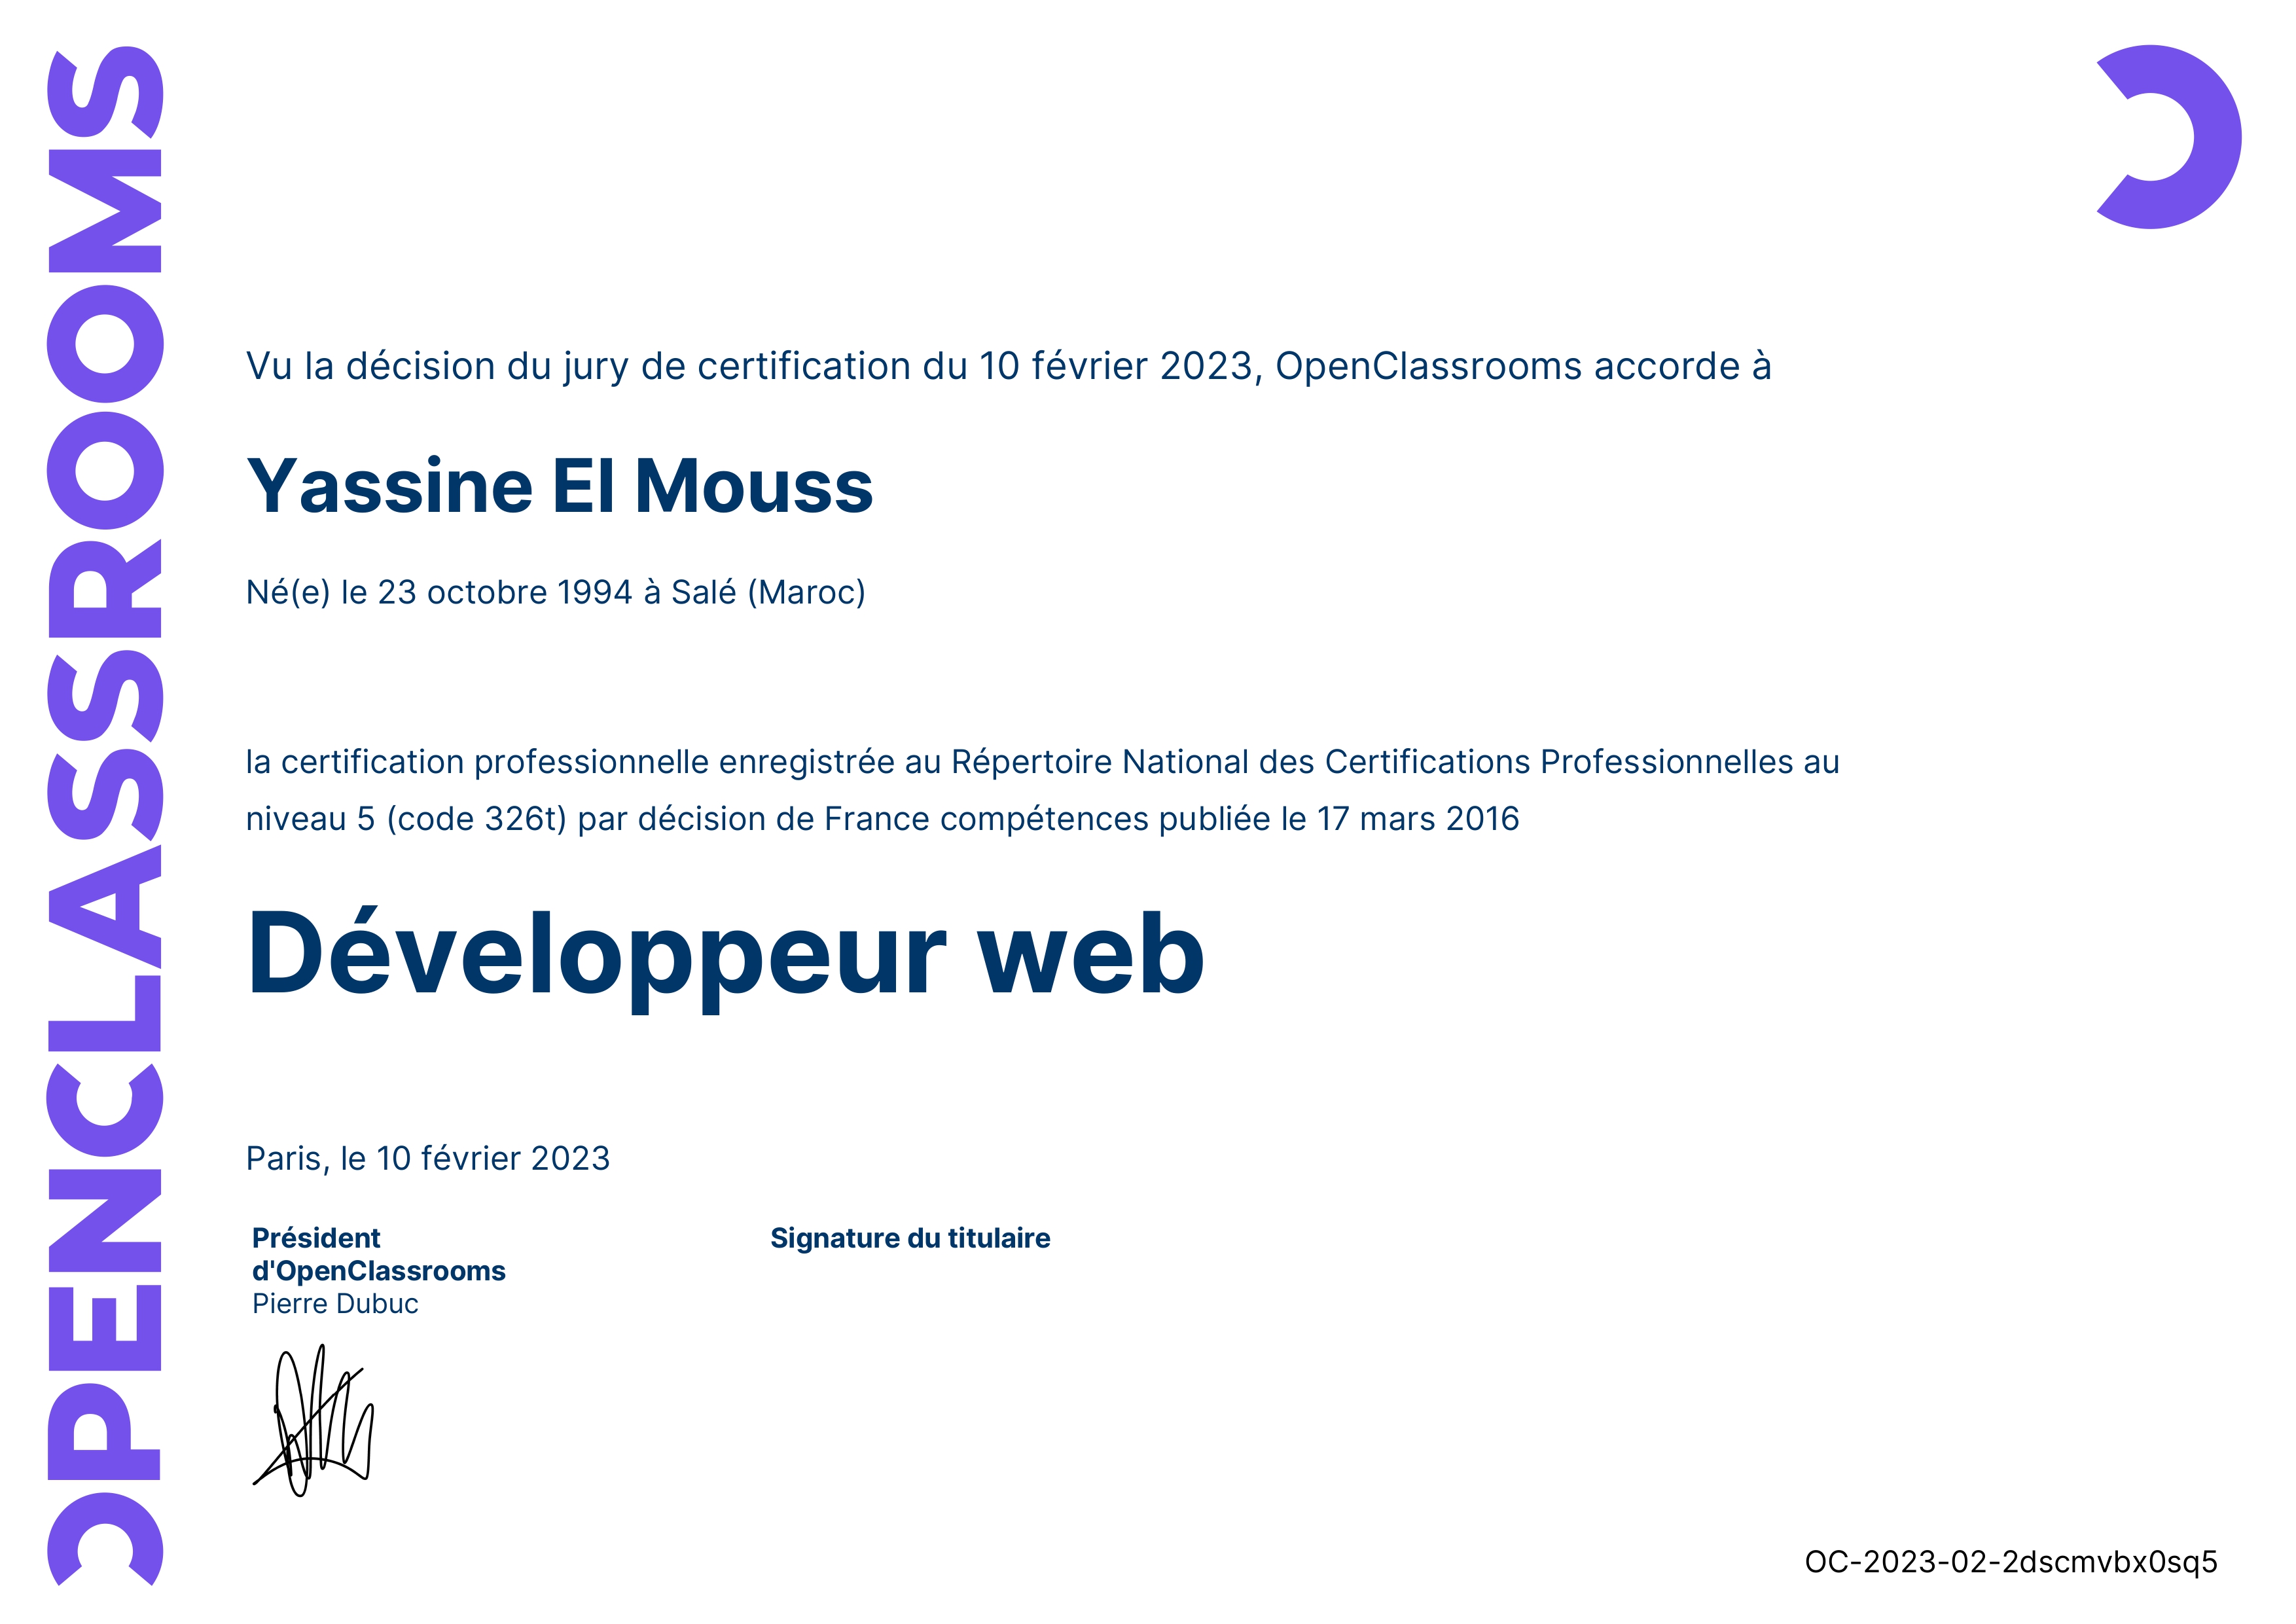 OPENCLASSROOMS
Vu la décision du jury de certification du 10 février 2023, OpenClassrooms accorde à
Yassine El Mouss
Né(e) le 23 octobre 1994 à Salé (Maroc)
la certification professionnelle enregistrée au Répertoire National des Certifications Professionnelles au
niveau 5 (code 326t) par décision de France compétences publiée le 17 mars 2016
Développeur web
Paris, le 10 février 2023
Président
d'OpenClassrooms
Pierre Dubuc
Signature du titulaire
OC-2023-02-2dscmvbx0sq5